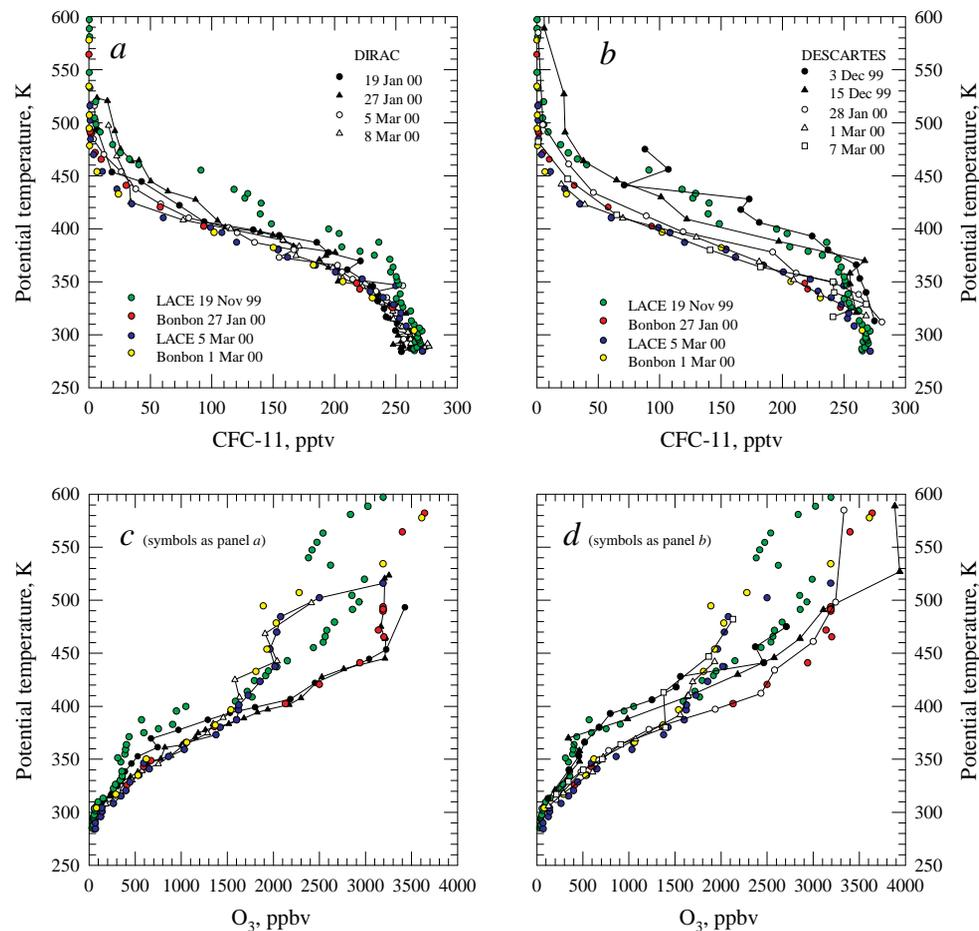 600
550
500
450
400
350
300
250
Potential temperature, K
a
DIRAC
19 Jan 00
27 Jan 00
5 Mar 00
8 Mar 00
LACE 19 Nov 99
Bonbon 27 Jan 00
LACE 5 Mar 00
Bonbon 1 Mar 00
0 50 100 150 200 250 300
CFC-11, pptv
b
DESCARTES
3 Dec 99
15 Dec 99
28 Jan 00
1 Mar 00
7 Mar 00
LACE 19 Nov 99
Bonbon 27 Jan 00
LACE 5 Mar 00
Bonbon 1 Mar 00
600
550
500
450
400
350
300
250
Potential temperature, K
0 50 100 150 200 250 300
CFC-11, pptv
600
550
500
450
400
350
300
250
Potential temperature, K
c (symbols as panel a)
0 500 1000 1500 2000 2500 3000 3500 4000
O3, ppbv
d (symbols as panel b)
600
550
500
450
400
350
300
250
Potential temperature, K
0 500 1000 1500 2000 2500 3000 3500 4000
O3, ppbv